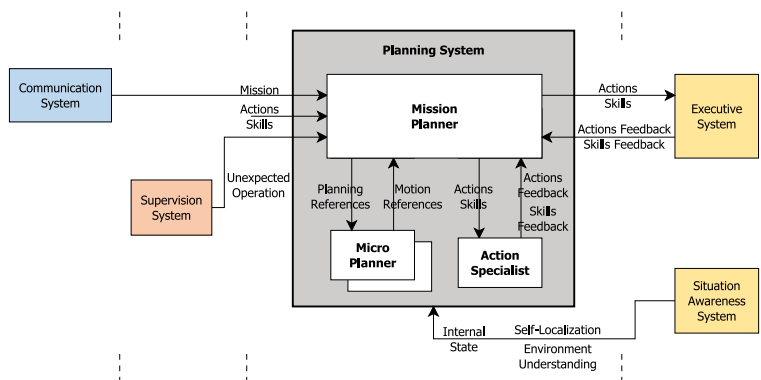 Planning System
Communication
System
Mission
Actions
Skills
Mission
Planner
Actions
Skills
Executive
System
Actions Feedback
Skills Feedback
Unexpected
Operation
Supervision
System
Planning
References
Motion
References
Actions
Skills
Actions
Feedback
Skills
Feedback
Micro
Planner
Action
Specialist
Situation
Awareness
System
Internal
State
Self-Localization
Environment
Understanding